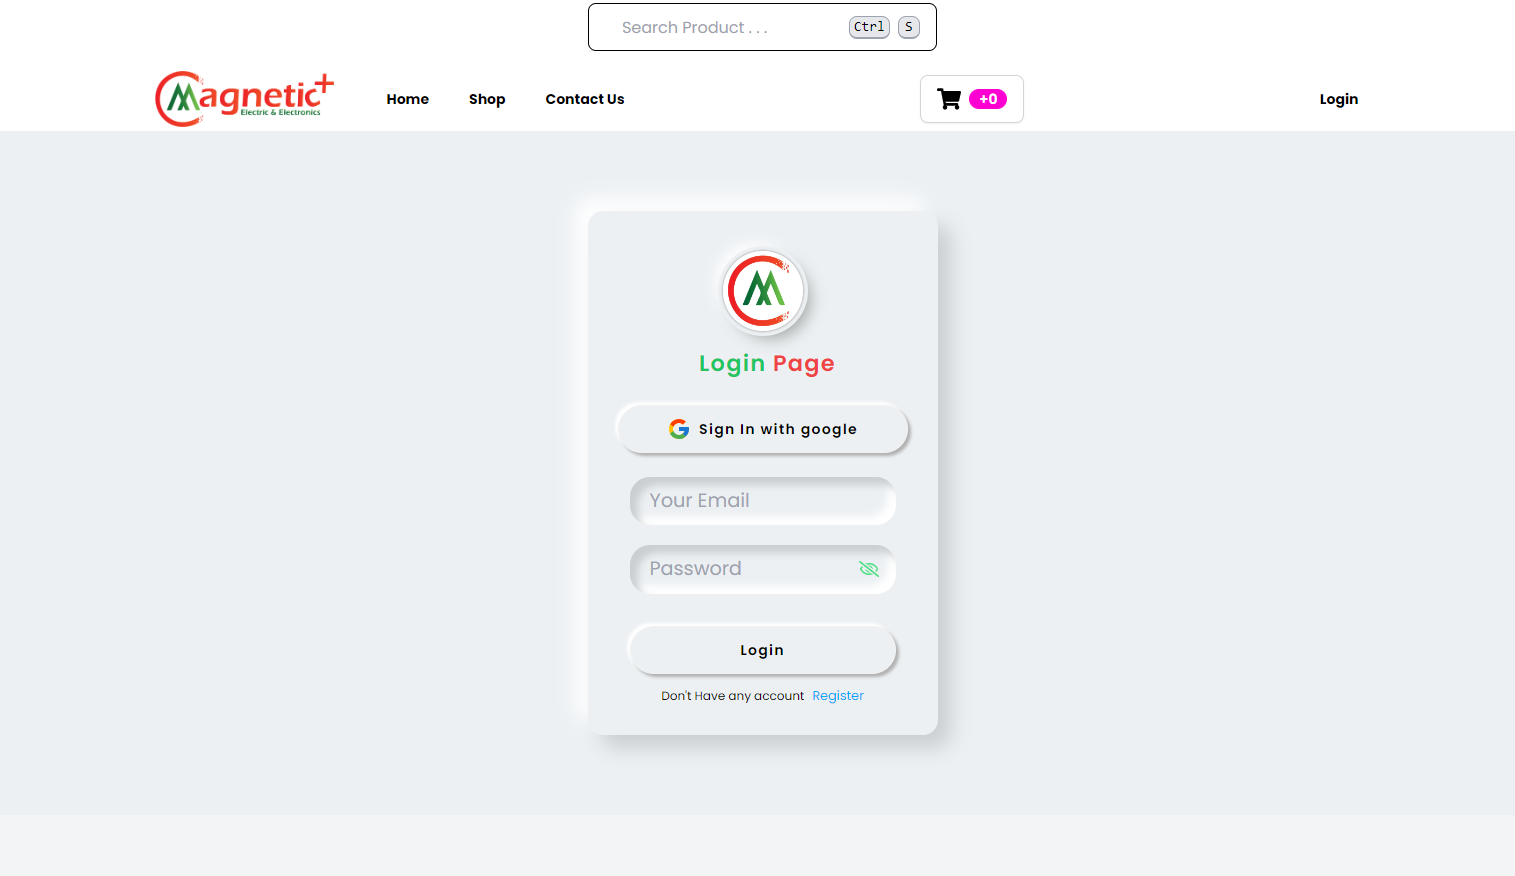 Search Product . . . Ctrl S
Magnetic+
Electric & Electronics
Home Shop Contact Us +0 Login
Login Page
Sign In with google
Your Email
Password
Login
Don't Have any account Register